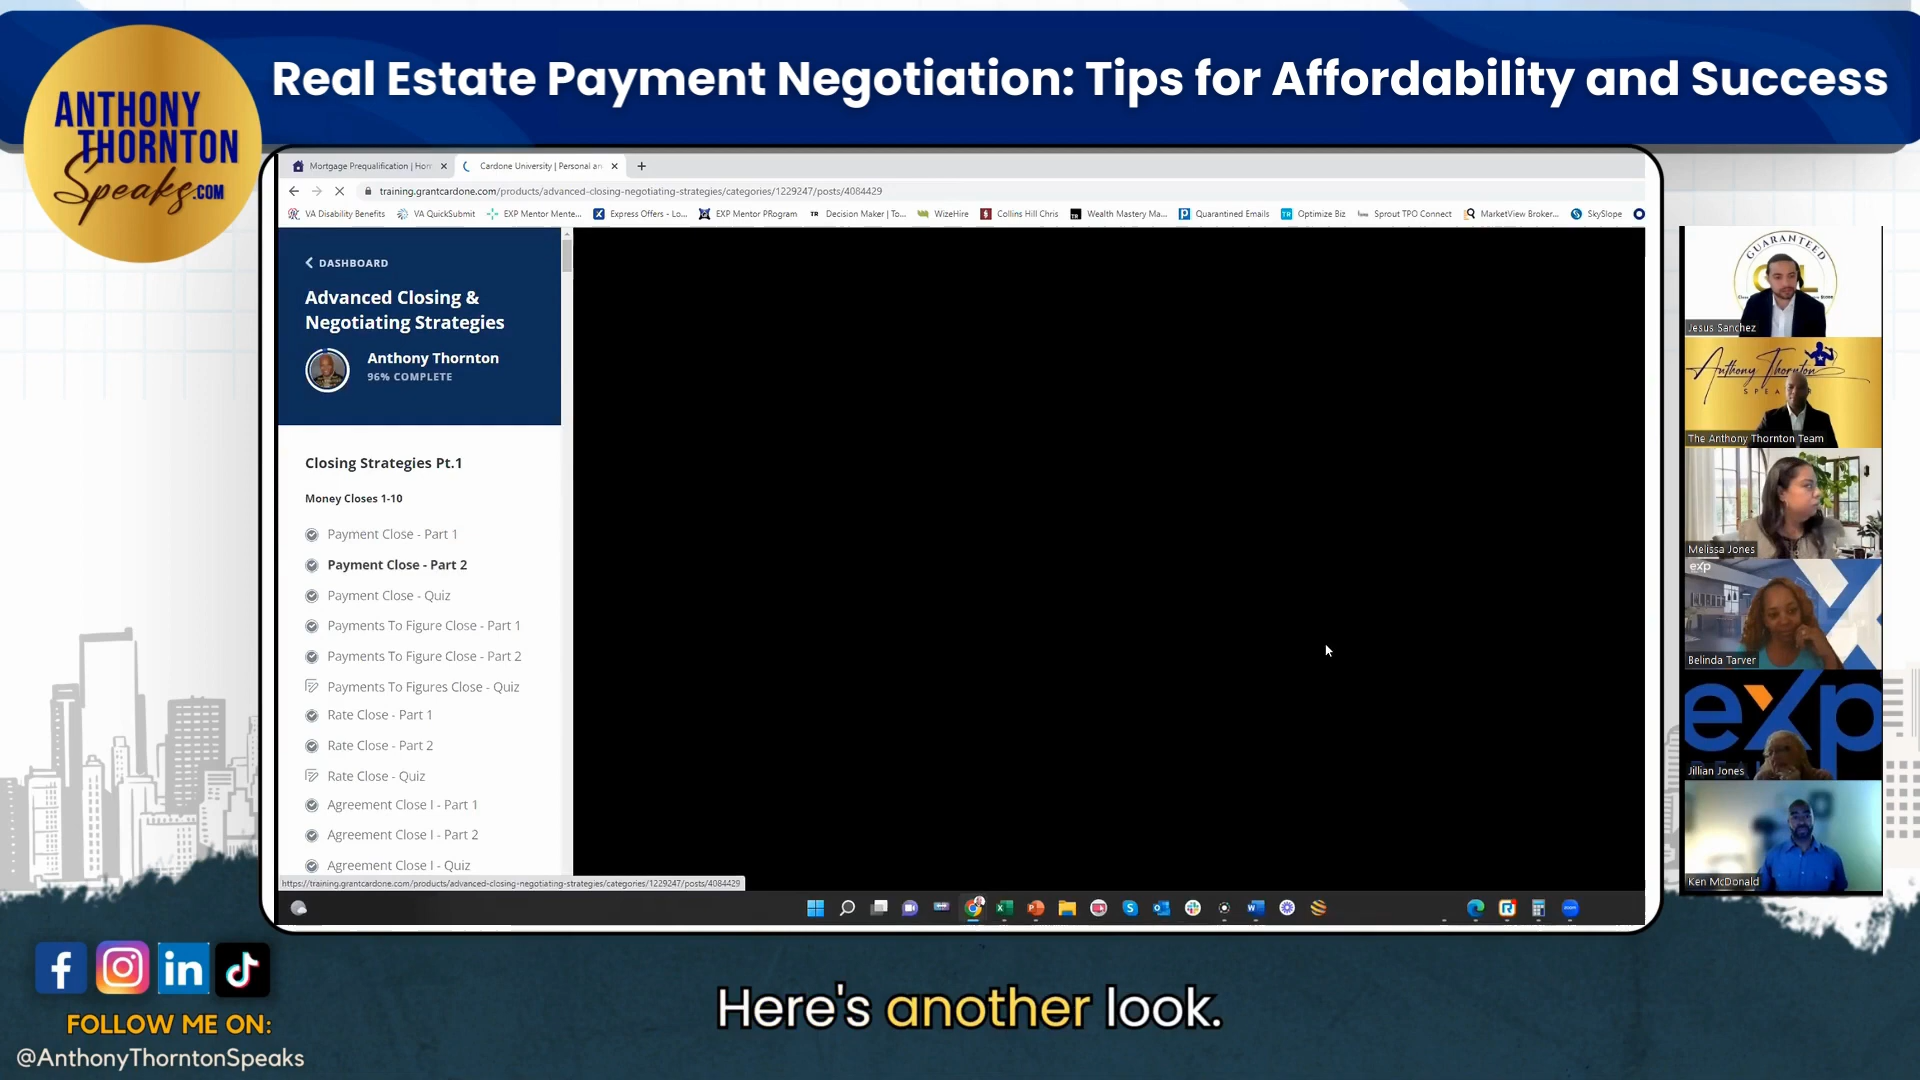 Real Estate Payment Negotiation: Tips for Affordability and Success
ANTHONY
THORNTON
Speaks.COM
Mortgage Prequalification | Hom
Cardone University | Personal an
training.grantcardone.com/products/advanced-closing-negotiating-strategies/categories/1229247/posts/4084429
VA Disability Benefits
VA QuickSubmit
EXP Mentor Mente...
Express Offers - Lo...
EXP Mentor PRogram
TR Decision Maker | To...
WizeHire
Collins Hill Chris
Wealth Mastery Ma...
Quarantined Emails
Optimize Biz
Sprout TPO Connect
MarketView Broker...
SkySlope
DASHBOARD
Advanced Closing &
Negotiating Strategies
Anthony Thornton
96% COMPLETE
Closing Strategies Pt.1
Money Closes 1-10
Payment Close - Part 1
Payment Close - Part 2
Payment Close - Quiz
Payments To Figure Close - Part 1
Payments To Figure Close - Part 2
Payments To Figures Close - Quiz
Rate Close - Part 1
Rate Close - Part 2
Rate Close - Quiz
Agreement Close I - Part 1
Agreement Close I - Part 2
Agreement Close I - Quiz
https://training.grantcardone.com/products/advanced-closing-negotiating-strategies/categories/1229247/posts/4084429
GUARANTEED
Jesus Sanchez
Anthony Thornton
SPEA
The Anthony Thornton Team
Melissa Jones
exp
Belinda Tarver
eXp
Jillian Jones
Ken McDonald
Here's another look.
FOLLOW ME ON:
@AnthonyThorntonSpeaks